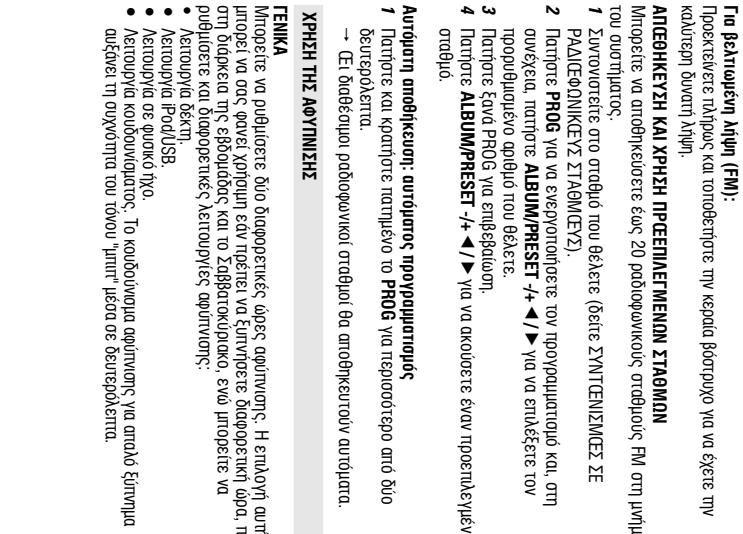 Για βελτιωμένη λήψη (FM):
Προεκτείνετε πλήρως και τοποθετήστε την κεραία βόστρυχο για να έχετε την
καλύτερη δυνατή λήψη.
ΑΠŒΘΗΚΕΥΣΗ ΚΑΙ ΧΡΗΣΗ ΠΡŒΕΠΙΛΕΓΜΕΝΩΝ ΣΤΑΘΜΩΝ
Μπορείτε να αποθηκεύσετε έως 20 ραδιοφωνικούς σταθμούς FM στη μνήμ
του συστήματος.
1 Συντονιστείτε στο σταθμό που θέλετε (δείτε ΣΥΝΤŒΝΙΣΜŒΣ ΣΕ
ΡΑΔΙŒΦΩΝΙΚŒΥΣ ΣΤΑΘΜŒΥΣ).
2 Πατήστε PROG για να ενεργοποιήσετε τον προγραμματισμό και, στη
συνέχεια, πατήστε ALBUM/PRESET -/+ ◄ / ► για να επιλέξετε τον
προρυθμισμένο αριθμό που θέλετε.
3 Πατήστε ξανά PROG για επιβεβαίωση.
4 Πατήστε ALBUM/PRESET -/+ ◄ / ► για να ακούσετε έναν προεπιλεγμέν
σταθμό.
Αυτόματη αποθήκευση: αυτόματος προγραμματισμός
1 Πατήστε και κρατήστε πατημένο το PROG για περισσότερο από δύο
δευτερόλεπτα.
→ Œι διαθέσιμοι ραδιοφωνικοί σταθμοί θα αποθηκευτούν αυτόματα.
ΧΡΗΣΗ ΤΗΣ ΑΦΥΠΝΙΣΗΣ
ΓΕΝΙΚΑ
Μπορείτε να ρυθμίσετε δύο διαφορετικές ώρες αφύπνισης. Η επιλογή αυτή
μπορεί να σας φανεί χρήσιμη εάν πρέπει να ξυπνήσετε διαφορετική ώρα, π
στη διάρκεια της εβδομάδας και το Σαββατοκύριακο, ενώ μπορείτε να
ρυθμίσετε και διαφορετικές λειτουργίες αφύπνισης:
• Λειτουργία δέκτη.
• Λειτουργία iPod/USB.
• Λειτουργία σε φυσικό ήχο.
• Λειτουργία κουδουνίσματος. Το κουδούνισμα αφύπνισης για απαλό ξύπνημα
αυξάνει τη συχνότητα του τόνου "μπιπ" μέσα σε δευτερόλεπτα.